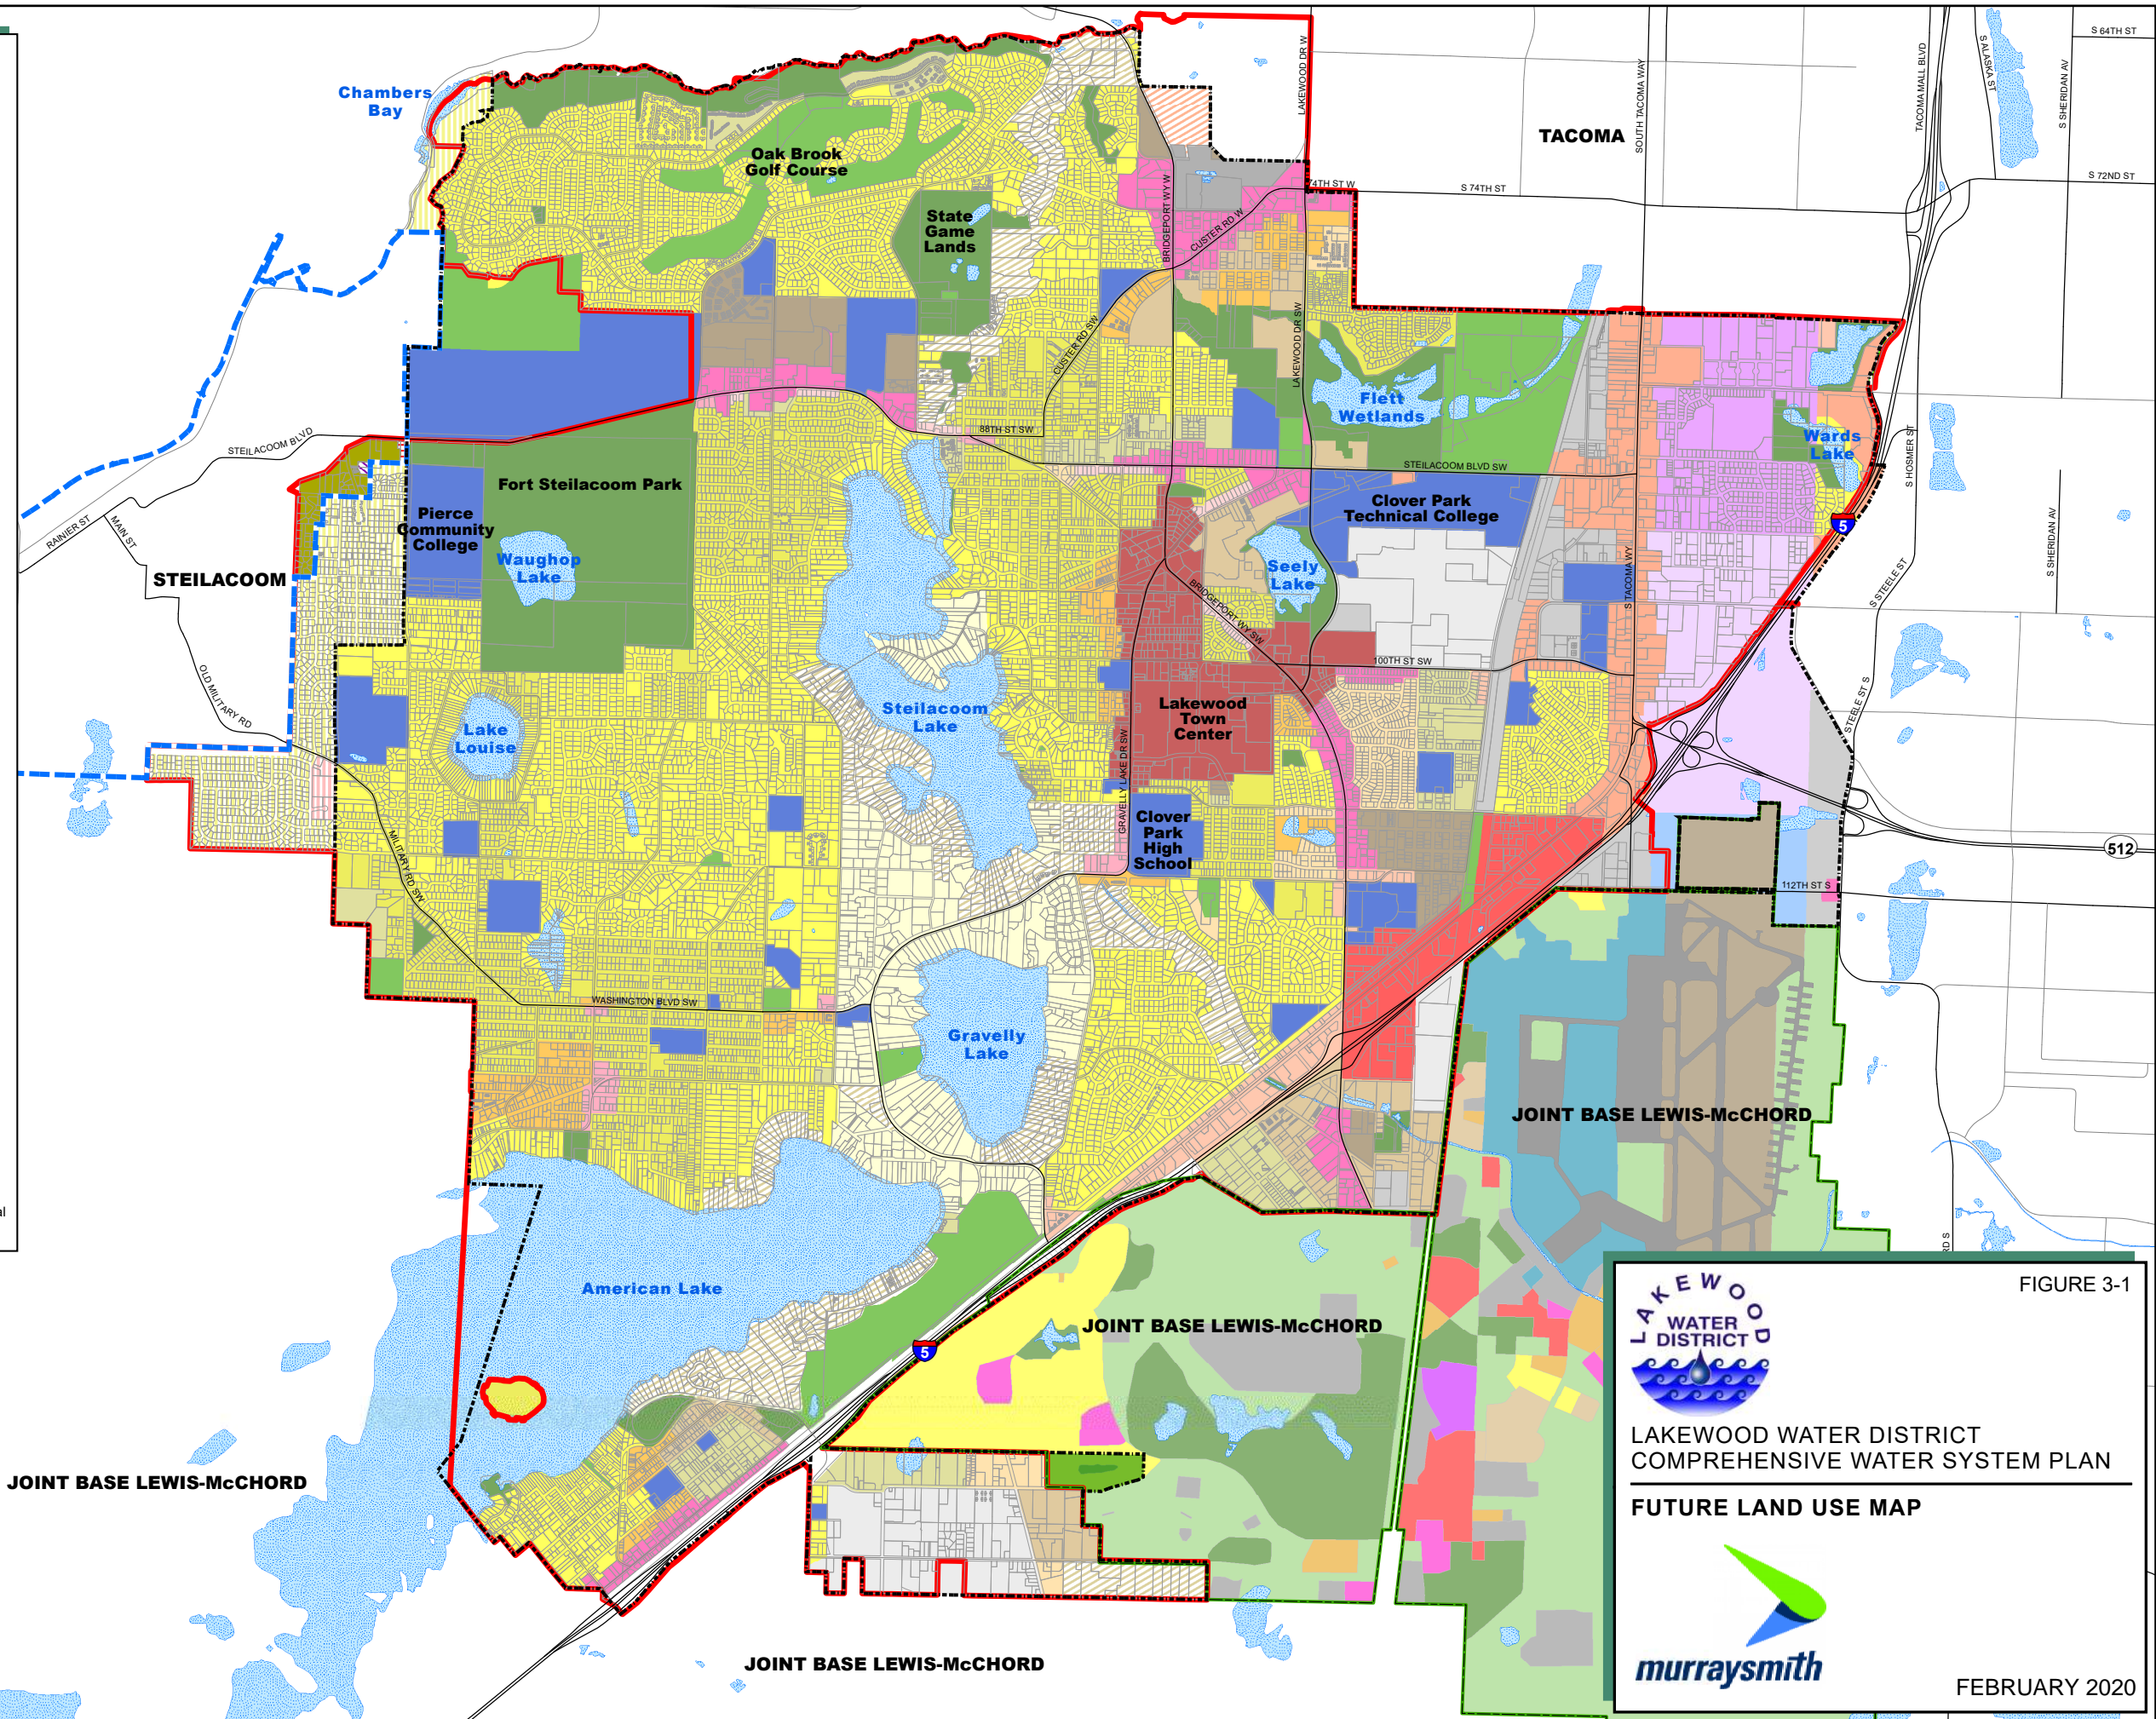 S 64TH ST
LAKEWOOD DR W
SOUTH TACOMA WAY
TACOMA MALL BLVD
S ALASKA ST
S SHERIDAN AV
Chambers
Bay
TACOMA
Oak Brook
Golf Course
S 72ND ST
74TH ST W
S 74TH ST
State
Game
Lands
BRIDGEPORT WY W
CUSTER RD W
CUSTER RD SW
LAKEWOOD DR SW
Flett
Wetlands
88TH ST SW
Wards
Lake
S HOSMER ST
STEILACOOM BLVD
STEILACOOM BLVD SW
Fort Steilacoom Park
Clover Park
Technical College
Pierce
Community
College
5
RAINIER ST
MAIN ST
Waughop
Lake
Seely
Lake
S SHERIDAN AV
STEILACOOM
BRIDGEPORT WY SW
S TACOMA WY
S STEELE ST
100TH ST SW
OLD MILITARY RD
Steilacoom
Lake
Lakewood
Town
Center
STEELE ST S
Lake
Louise
GRAVELLY LAKE DR SW
Clover
Park
High
School
MILITARY RD SW
512
112TH ST S
WASHINGTON BLVD SW
Gravelly
Lake
JOINT BASE LEWIS-McCHORD
al
RD S
American Lake
JOINT BASE LEWIS-McCHORD
5
JOINT BASE LEWIS-McCHORD
JOINT BASE LEWIS-McCHORD
FIGURE 3-1
LAKEWOOD
WATER
DISTRICT
LAKEWOOD WATER DISTRICT
COMPREHENSIVE WATER SYSTEM PLAN
FUTURE LAND USE MAP
murraysmith
FEBRUARY 2020